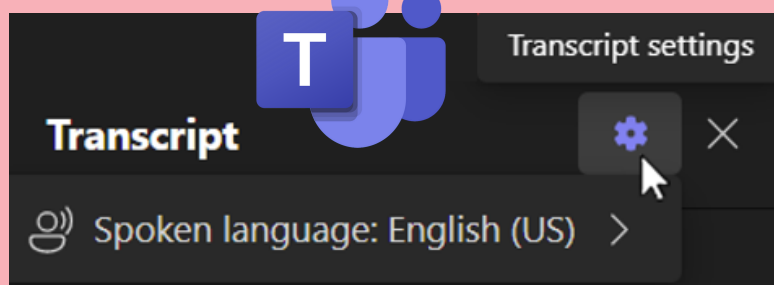 T
Transcript settings
Transcript
Spoken language: English (US)